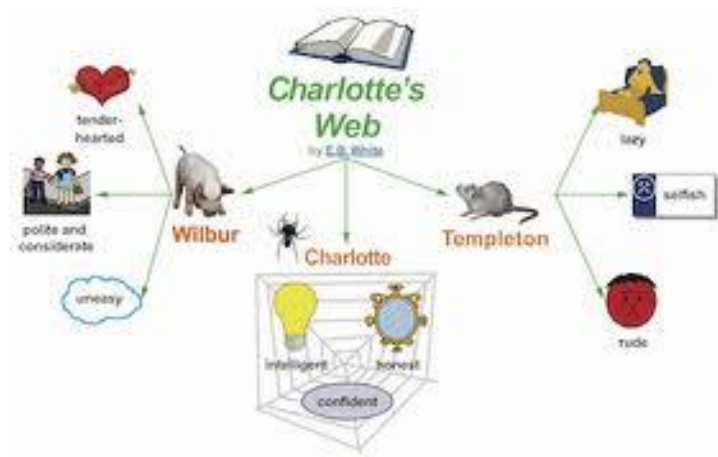 Charlotte's
Web
by E.B. White
tender-
hearted
polite and
considerate
uneasy
Wilbur
Charlotte
intelligent
honest
confident
Templeton
lazy
selfish
rude